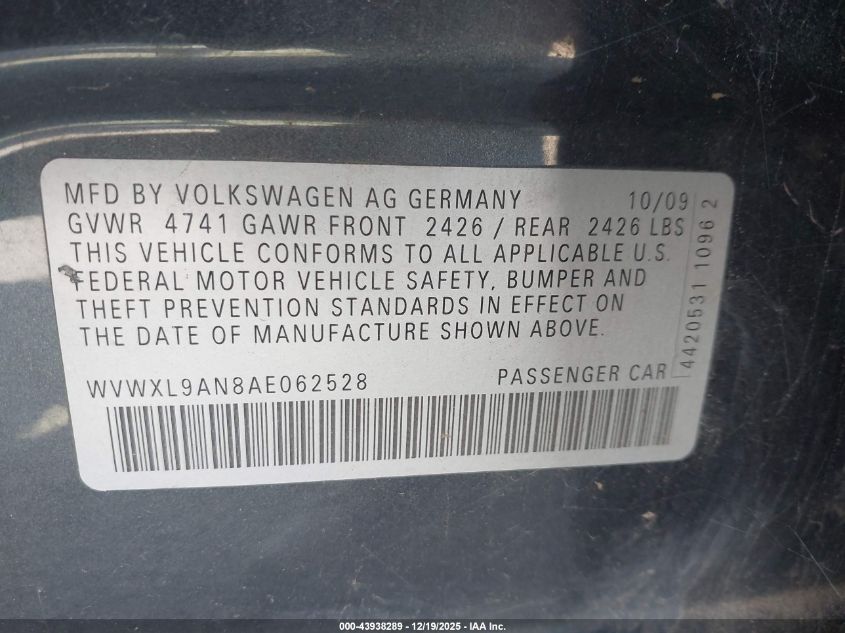 MFD BY VOLKSWAGEN AG GERMANY 10/09
GVWR 4741 GAWR FRONT 2426 / REAR 2426 LBS
THIS VEHICLE CONFORMS TO ALL APPLICABLE U.S.
FEDERAL MOTOR VEHICLE SAFETY, BUMPER AND
THEFT PREVENTION STANDARDS IN EFFECT ON
THE DATE OF MANUFACTURE SHOWN ABOVE.
WVWXL9AN8AE062528 PASSENGER CAR
4420531 1096 2
000-43938289 - 12/19/2025 - IAA Inc.